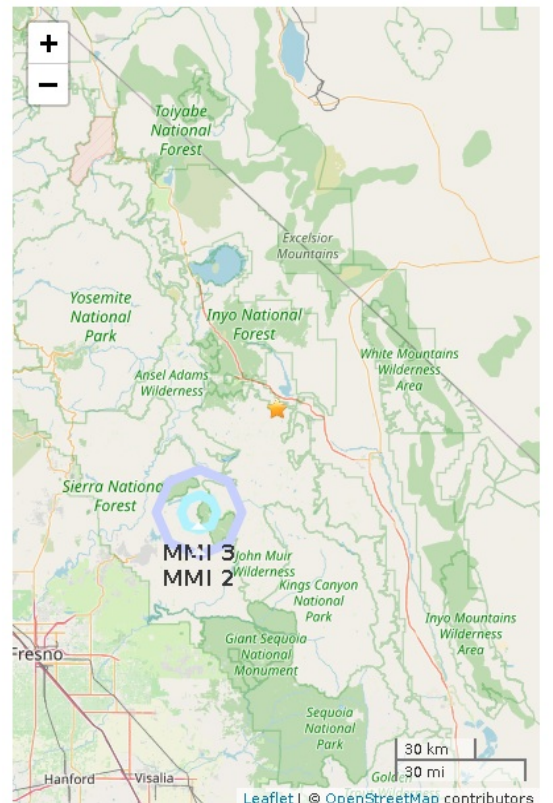 +
−
Toiyabe
National
Forest
Excelsior
Mountains
Yosemite
National
Park
Inyo National
Forest
White Mountains
Wilderness
Area
Ansel Adams
Wilderness
Sierra National
Forest
MMI 3
MMI 2
John Muir
Wilderness
Kings Canyon
National
Park
Giant Sequoia
National
Monument
Inyo Mountains
Wilderness
Area
Fresno
Sequoia
National
Park
30 km
30 mi
Hanford
Visalia
Golden
Trout Wilderness
Leaflet | © OpenStreetMap contributors